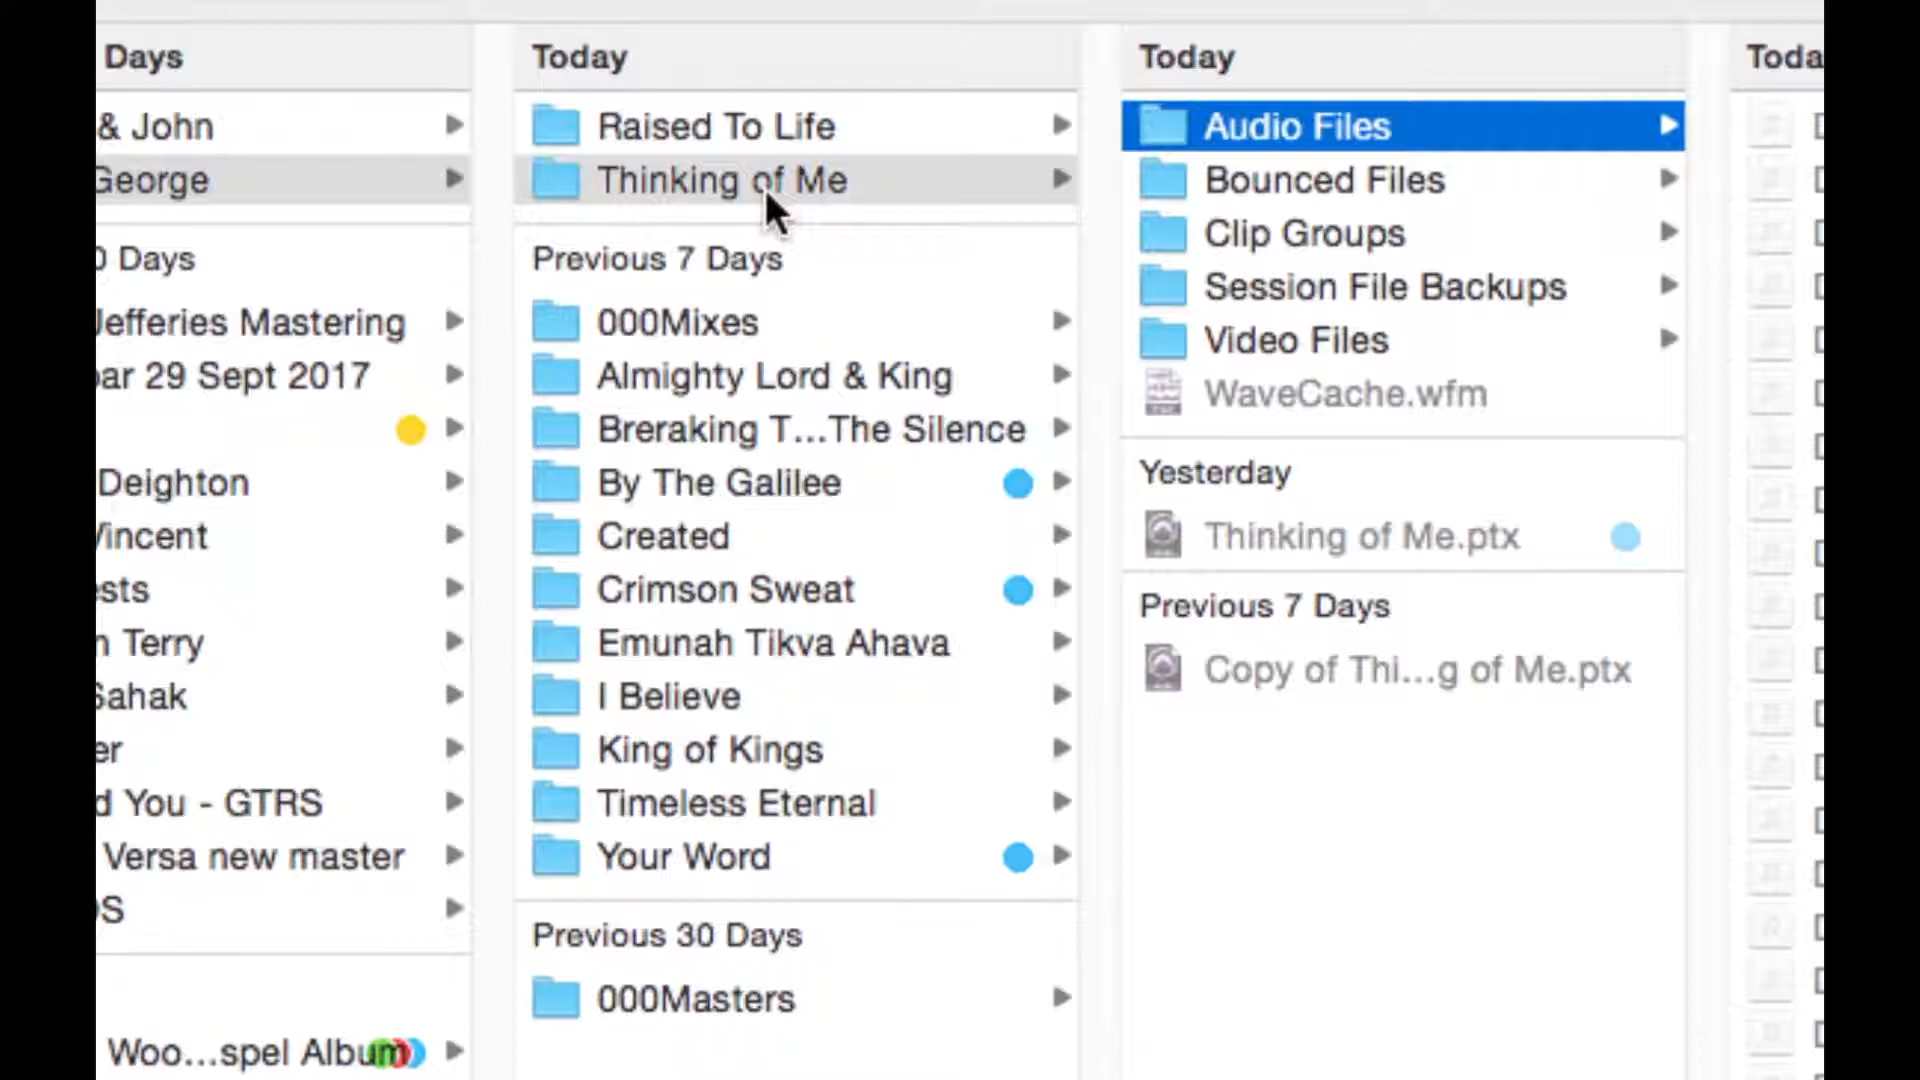 Days
& John
George
0 Days
Jefferies Mastering
bar 29 Sept 2017
Deighton
Vincent
ests
n Terry
Sahak
er
d You - GTRS
Versa new master
OS
Woo...spel Album
Today
Raised To Life
Thinking of Me
Previous 7 Days
000Mixes
Almighty Lord & King
Breraking T...The Silence
By The Galilee
Created
Crimson Sweat
Emunah Tikva Ahava
I Believe
King of Kings
Timeless Eternal
Your Word
Previous 30 Days
000Masters
Today
Audio Files
Bounced Files
Clip Groups
Session File Backups
Video Files
WaveCache.wfm
Yesterday
Thinking of Me.ptx
Previous 7 Days
Copy of Thi...g of Me.ptx
Toda